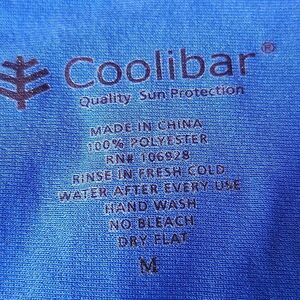 Coolibar®
Quality Sun Protection
MADE IN CHINA
100% POLYESTER
RN# 106928
RINSE IN FRESH COLD
WATER AFTER EVERY USE
HAND WASH
NO BLEACH
DRY FLAT
M